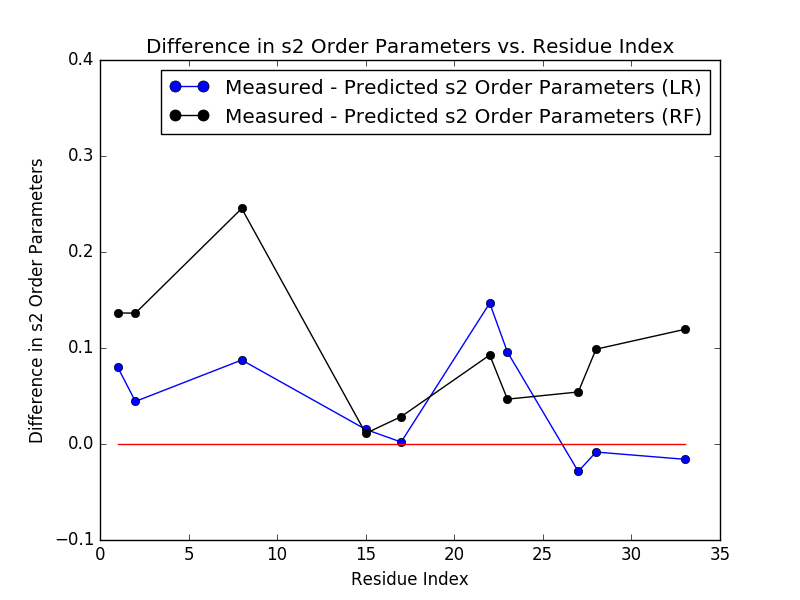 Difference in s2 Order Parameters vs. Residue Index
Measured - Predicted s2 Order Parameters (LR)
Measured - Predicted s2 Order Parameters (RF)
Difference in s2 Order Parameters
0.4
0.3
0.2
0.1
0.0
−0.1
0 5 10 15 20 25 30 35
Residue Index